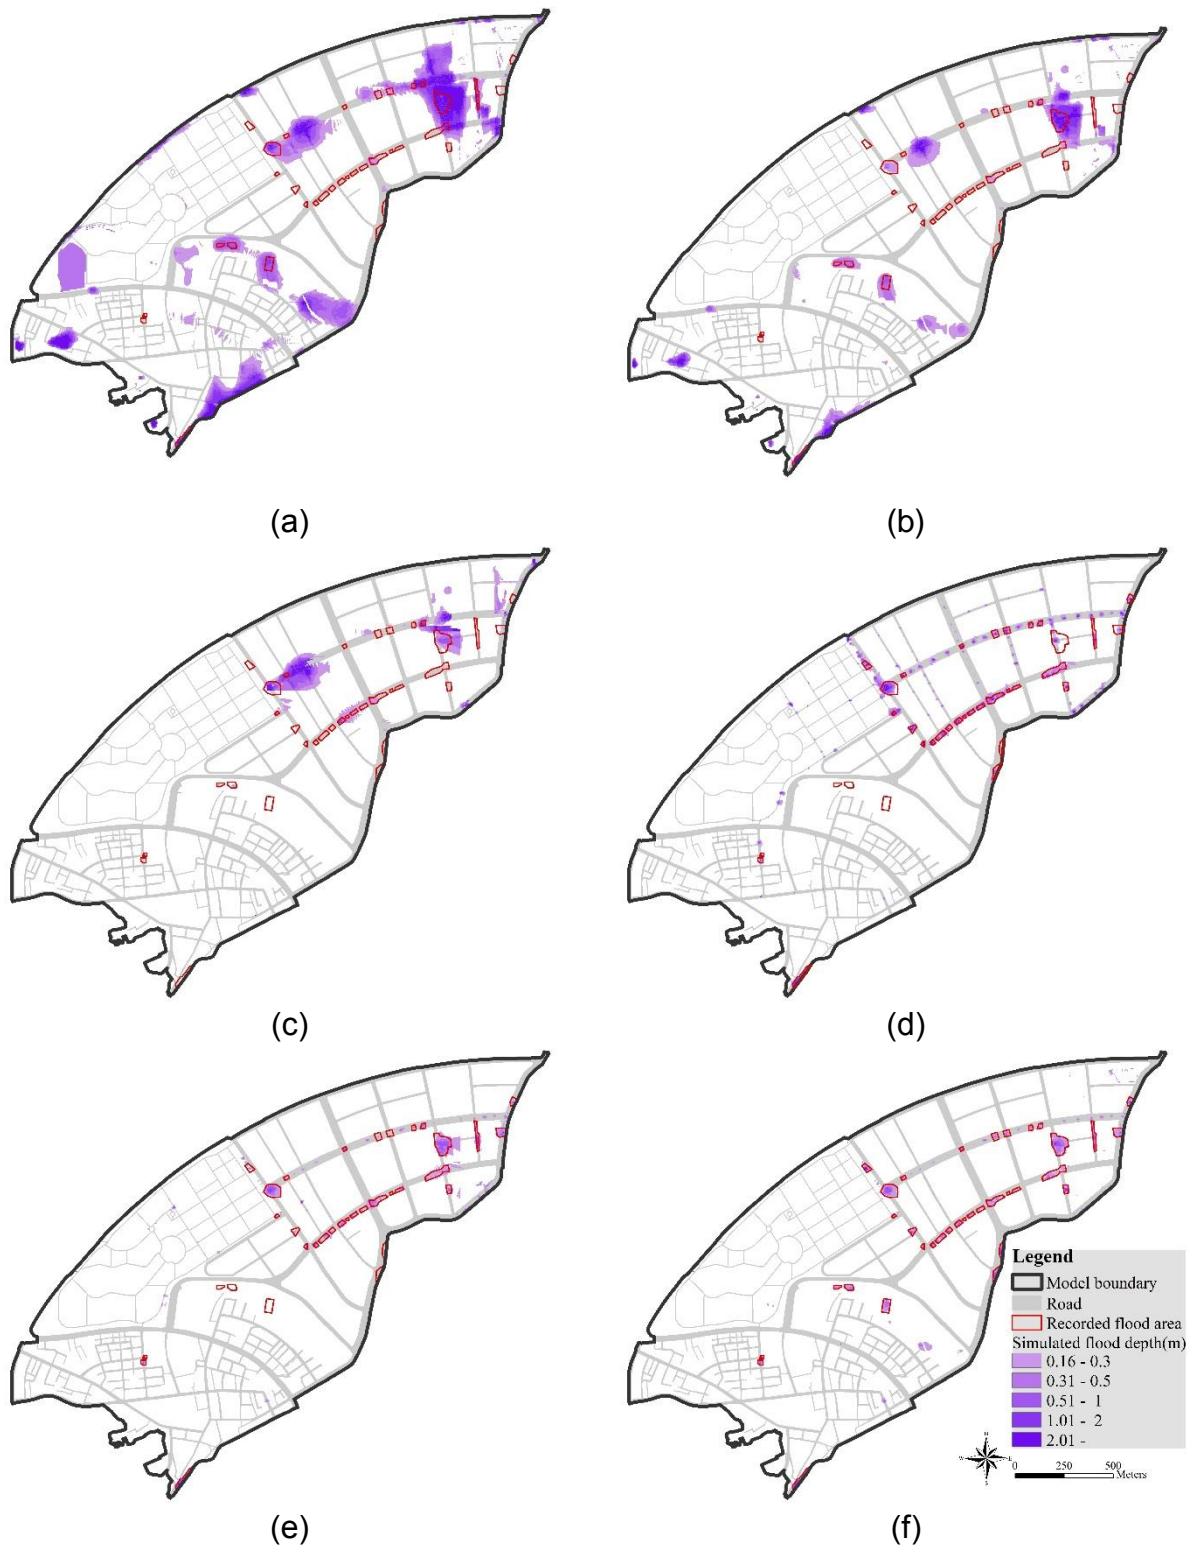 (a)
(b)
(c)
(d)
(e)
(f)
Legend
Model boundary
Road
Recorded flood area
Simulated flood depth(m)
0.16 - 0.3
0.31 - 0.5
0.51 - 1
1.01 - 2
2.01 -
N
W
E
S
0 250 500
Meters